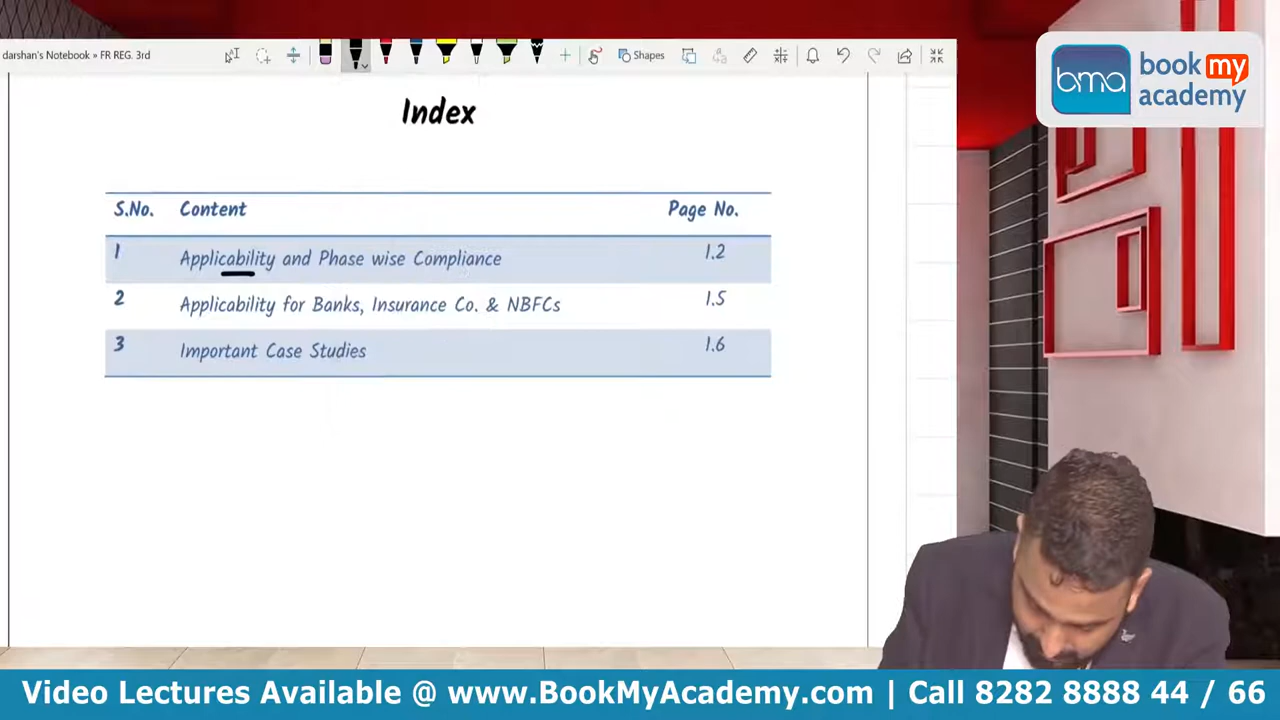 darshan's Notebook » FR REG. 3rd
Shapes
bma
book my
academy
Index
S.No. Content Page No.
1 Applicability and Phase wise Compliance 1.2
2 Applicability for Banks, Insurance Co. & NBFCs 1.5
3 Important Case Studies 1.6
Video Lectures Available @ www.BookMyAcademy.com | Call 8282 8888 44 / 66